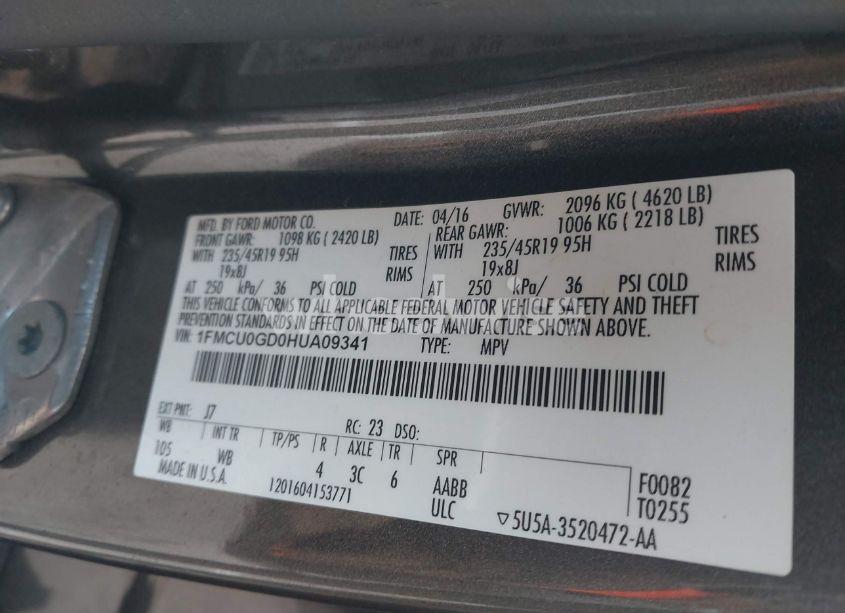 MFD. BY FORD MOTOR CO. DATE: 04/16 GVWR: 2096 KG ( 4620 LB)
FRONT GAWR: 1098 KG ( 2420 LB) REAR GAWR: 1006 KG ( 2218 LB)
WITH 235/45R19 95H TIRES WITH 235/45R19 95H TIRES
19x8J RIMS 19x8J RIMS
AT 250 kPa/ 36 PSI COLD AT 250 kPa/ 36 PSI COLD
THIS VEHICLE CONFORMS TO ALL APPLICABLE FEDERAL MOTOR VEHICLE SAFETY AND THEFT
PREVENTION STANDARDS IN EFFECT ON THE DATE OF MANUFACTURE SHOWN ABOVE.
VIN: 1FMCU0GD0HUA09341 TYPE: MPV
EXT PNT: J7 RC: 23 DSO:
WB INT TR TP/PS R AXLE TR SPR
105 WB 4 3C 6 AABB F0082
MADE IN U.S.A. 1201604153771 ULC T0255
▽5U5A-3520472-AA